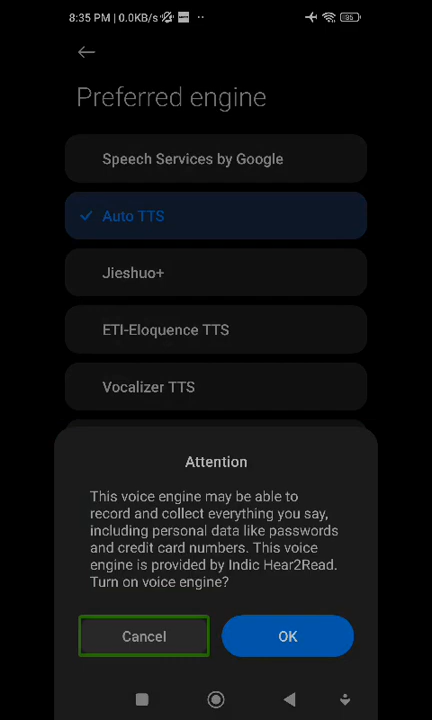 8:35 PM | 0.0KB/s
95
Preferred engine
Speech Services by Google
Auto TTS
Jieshuo+
ETI-Eloquence TTS
Vocalizer TTS
Attention
This voice engine may be able to
record and collect everything you say,
including personal data like passwords
and credit card numbers. This voice
engine is provided by Indic Hear2Read.
Turn on voice engine?
Cancel
OK